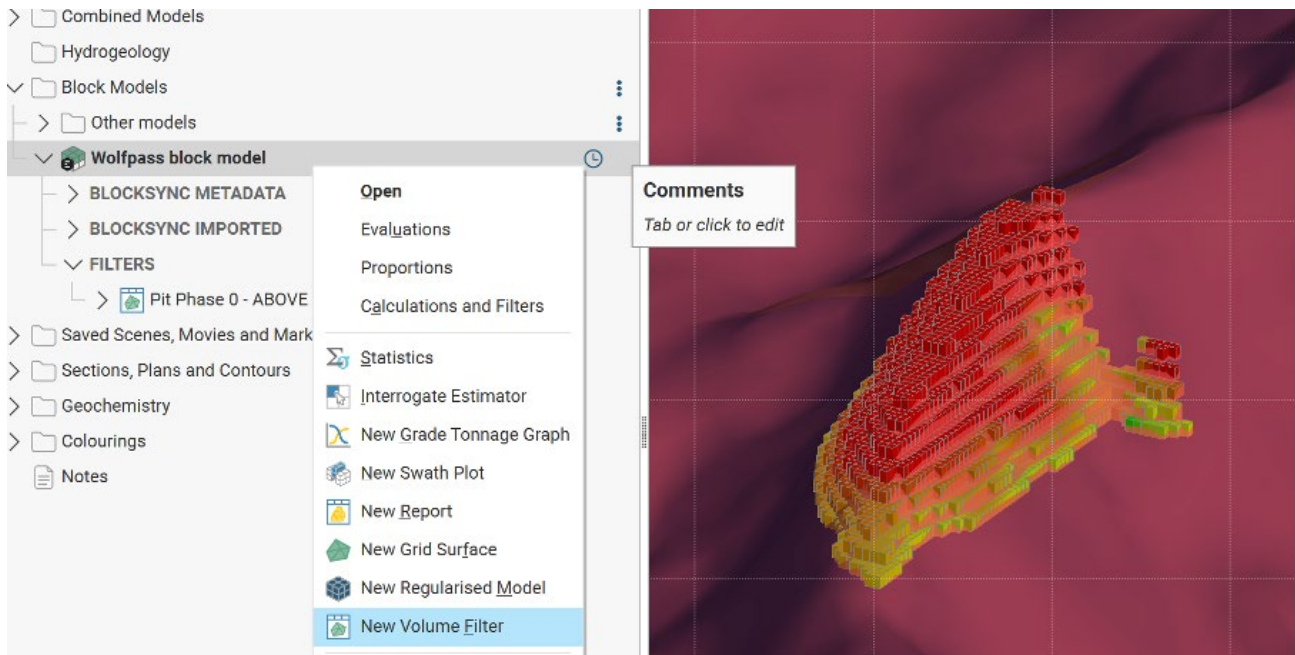 Combined Models
Hydrogeology
Block Models
Other models
Wolfpass block model
BLOCKSYNC METADATA
BLOCKSYNC IMPORTED
FILTERS
Pit Phase 0 - ABOVE
Saved Scenes, Movies and Mark
Sections, Plans and Contours
Geochemistry
Colourings
Notes
Open
Evaluations
Proportions
Calculations and Filters
Statistics
Interrogate Estimator
New Grade Tonnage Graph
New Swath Plot
New Report
New Grid Surface
New Regularised Model
New Volume Filter
Comments
Tab or click to edit